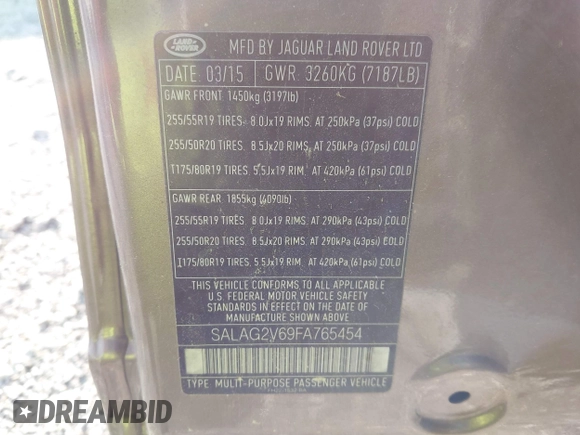 LAND ROVER
MFD BY JAGUAR LAND ROVER LTD
DATE 03/15 GWR. 3260KG (7187LB)
GAWR FRONT 1450kg (3197lb)
255/55R19 TIRES. 8.0Jx19 RIMS. AT 250kPa (37psi) COLD
255/50R20 TIRES. 8.5Jx20 RIMS. AT 250kPa (37psi) COLD
T175/80R19 TIRES. 5.5Jx19 RIM. AT 420kPa (61psi) COLD
GAWR REAR 1855kg (4090lb)
255/55R19 TIRES. 8.0Jx19 RIMS. AT 290kPa (43psi) COLD
255/50R20 TIRES. 8.5Jx20 RIMS. AT 290kPa (43psi) COLD
T175/80R19 TIRES. 5.5Jx19 RIM. AT 420kPa (61psi) COLD
THIS VEHICLE CONFORMS TO ALL APPLICABLE
U.S. FEDERAL MOTOR VEHICLE SAFETY
STANDARDS IN EFFECT ON THE DATE OF
MANUFACTURE SHOWN ABOVE.
SALAG2V69FA765454
TYPE MULTI-PURPOSE PASSENGER VEHICLE
DREAMBID